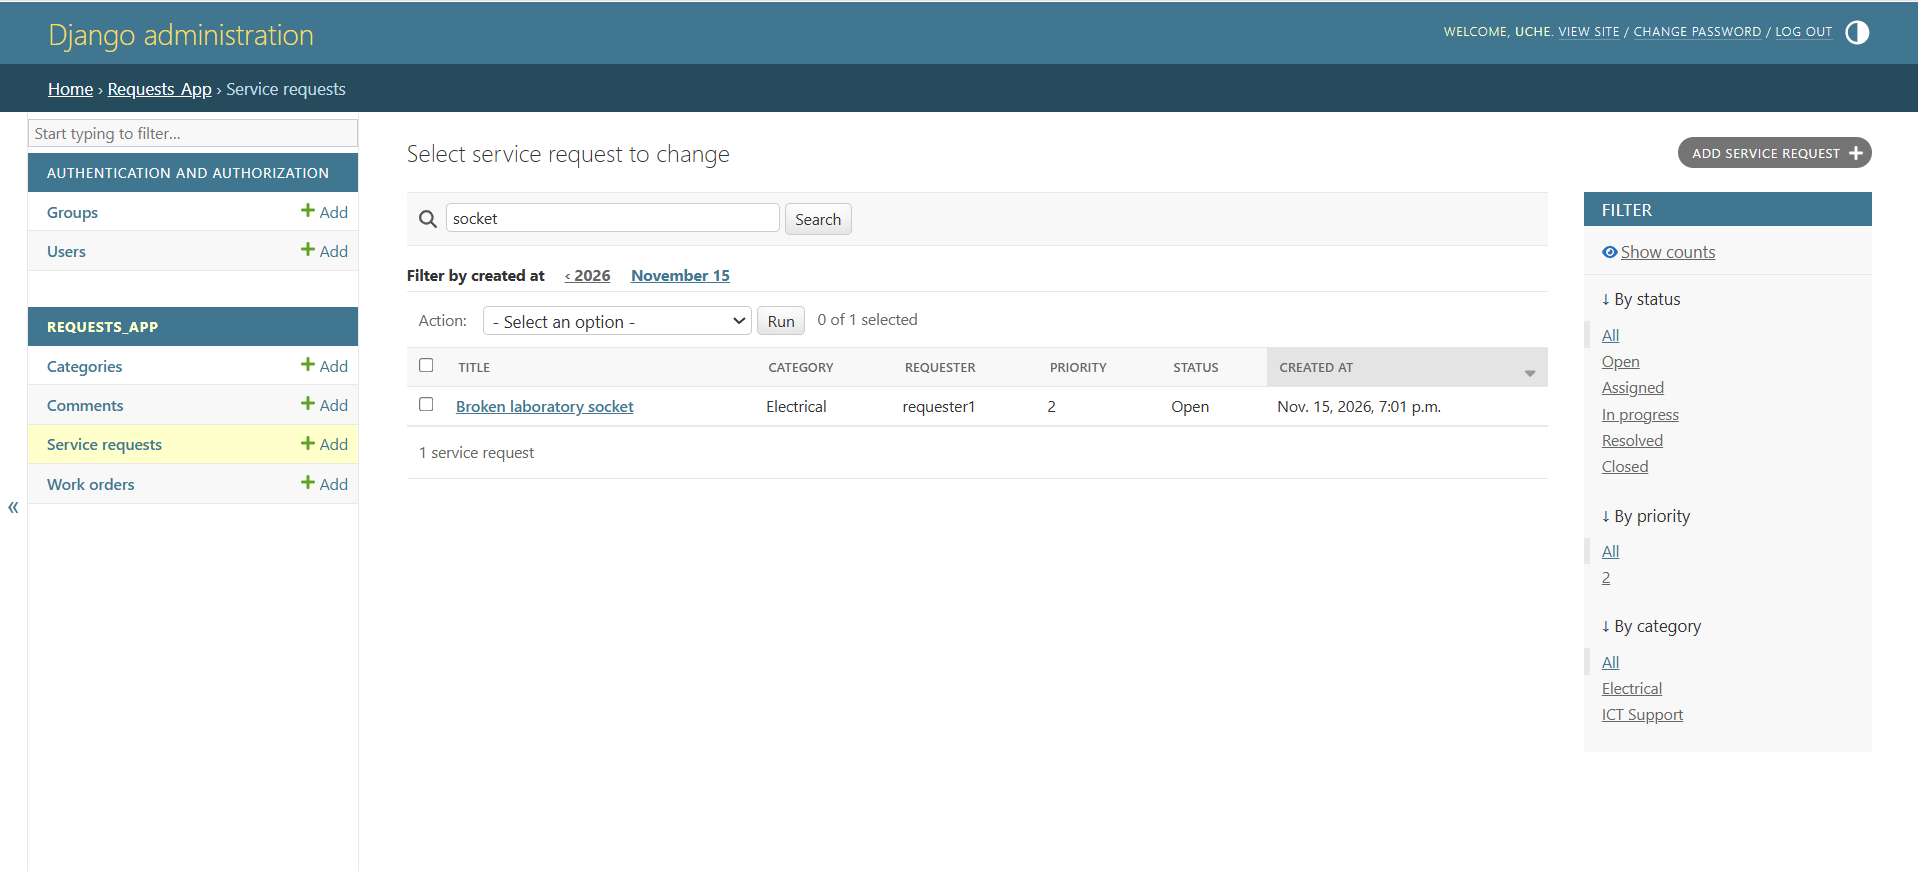 Django administration
WELCOME, UCHE. VIEW SITE / CHANGE PASSWORD / LOG OUT
Home › Requests_App › Service requests
Start typing to filter...
AUTHENTICATION AND AUTHORIZATION
Groups + Add
Users + Add
REQUESTS_APP
Categories + Add
Comments + Add
Service requests + Add
Work orders + Add
«
Select service request to change
ADD SERVICE REQUEST +
socket Search
Filter by created at ‹ 2026 November 15
Action: - Select an option - Run 0 of 1 selected
TITLE CATEGORY REQUESTER PRIORITY STATUS CREATED AT
Broken laboratory socket Electrical requester1 2 Open Nov. 15, 2026, 7:01 p.m.
1 service request
FILTER
Show counts
↓ By status
All
Open
Assigned
In progress
Resolved
Closed
↓ By priority
All
2
↓ By category
All
Electrical
ICT Support